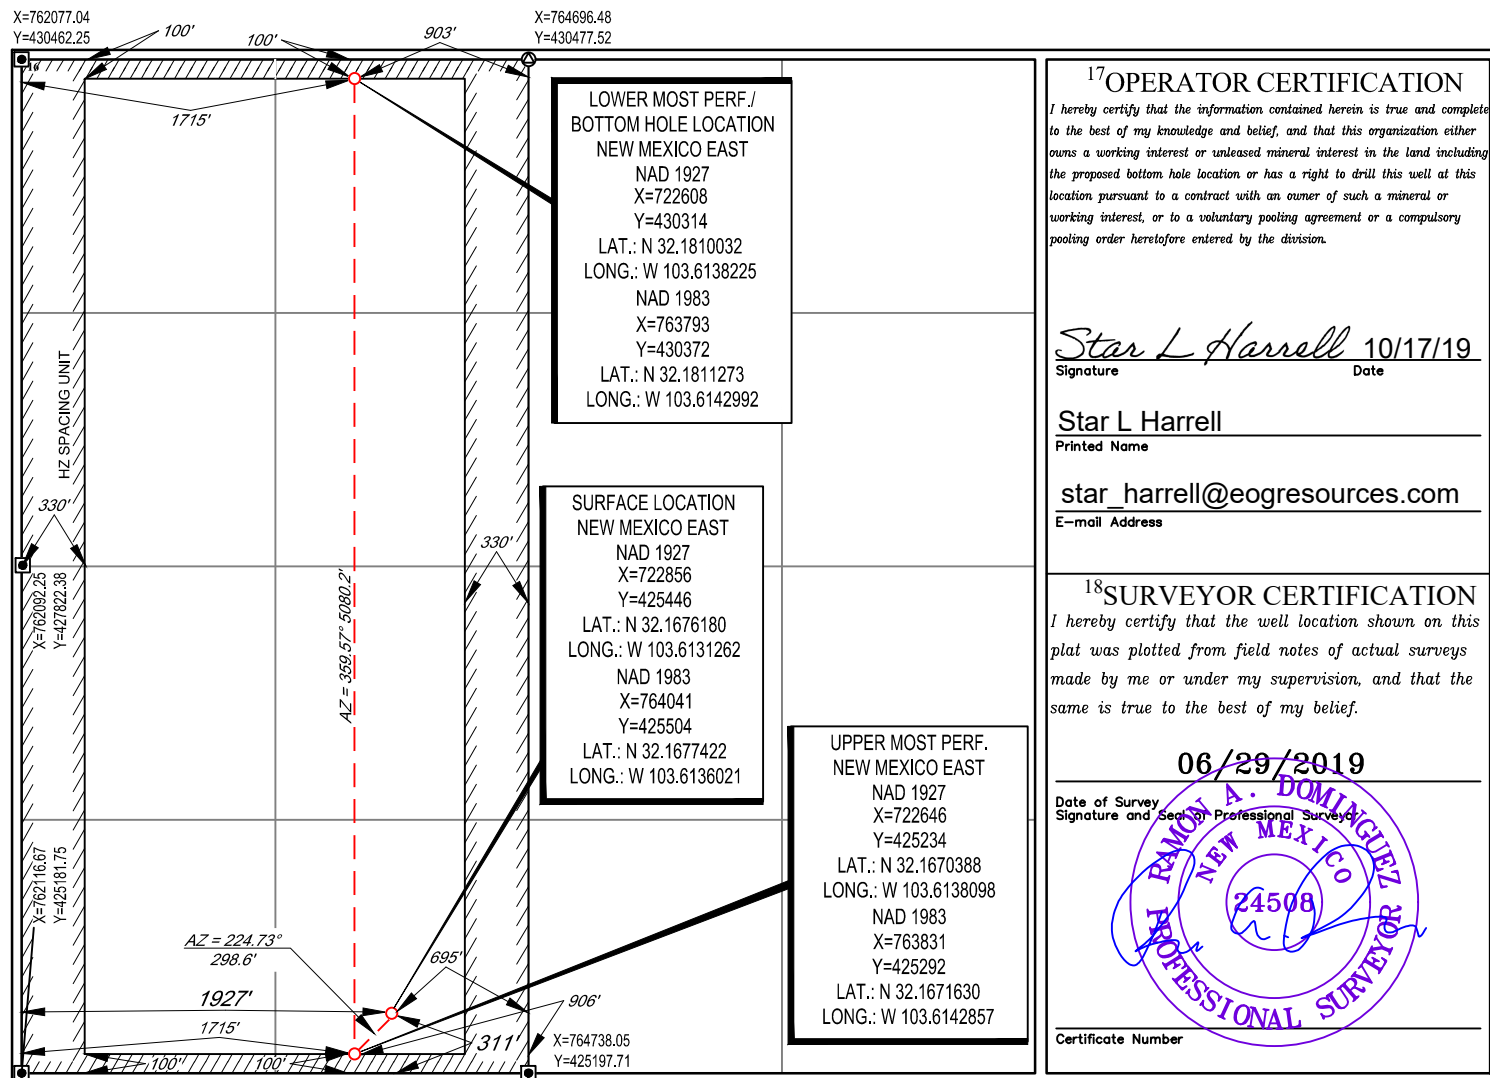 X=762077.04
Y=430462.25
X=764696.48
Y=430477.52
100'
100'
903'
16
1715'
LOWER MOST PERF./
BOTTOM HOLE LOCATION
NEW MEXICO EAST
NAD 1927
X=722608
Y=430314
LAT.: N 32.1810032
LONG.: W 103.6138225
NAD 1983
X=763793
Y=430372
LAT.: N 32.1811273
LONG.: W 103.6142992
HZ SPACING UNIT
330'
330'
X=762092.25
Y=427822.38
AZ = 359.57° 5080.2'
SURFACE LOCATION
NEW MEXICO EAST
NAD 1927
X=722856
Y=425446
LAT.: N 32.1676180
LONG.: W 103.6131262
NAD 1983
X=764041
Y=425504
LAT.: N 32.1677422
LONG.: W 103.6136021
UPPER MOST PERF.
NEW MEXICO EAST
NAD 1927
X=722646
Y=425234
LAT.: N 32.1670388
LONG.: W 103.6138098
NAD 1983
X=763831
Y=425292
LAT.: N 32.1671630
LONG.: W 103.6142857
X=762116.67
Y=425181.75
AZ = 224.73°
298.6'
695'
1927'
906'
1715'
311'
100'
100'
X=764738.05
Y=425197.71
17 OPERATOR CERTIFICATION
I hereby certify that the information contained herein is true and complete
to the best of my knowledge and belief, and that this organization either
owns a working interest or unleased mineral interest in the land including
the proposed bottom hole location or has a right to drill this well at this
location pursuant to a contract with an owner of such a mineral or
working interest, or to a voluntary pooling agreement or a compulsory
pooling order heretofore entered by the division.
Star L Harrell 10/17/19
Signature Date
Star L Harrell
Printed Name
star_harrell@eogresources.com
E-mail Address
18 SURVEYOR CERTIFICATION
I hereby certify that the well location shown on this
plat was plotted from field notes of actual surveys
made by me or under my supervision, and that the
same is true to the best of my belief.
06/29/2019
Date of Survey
Signature and Seal of Professional Surveyor
RAMON A. DOMINGUEZ
NEW MEXICO
24508
PROFESSIONAL SURVEYOR
Certificate Number